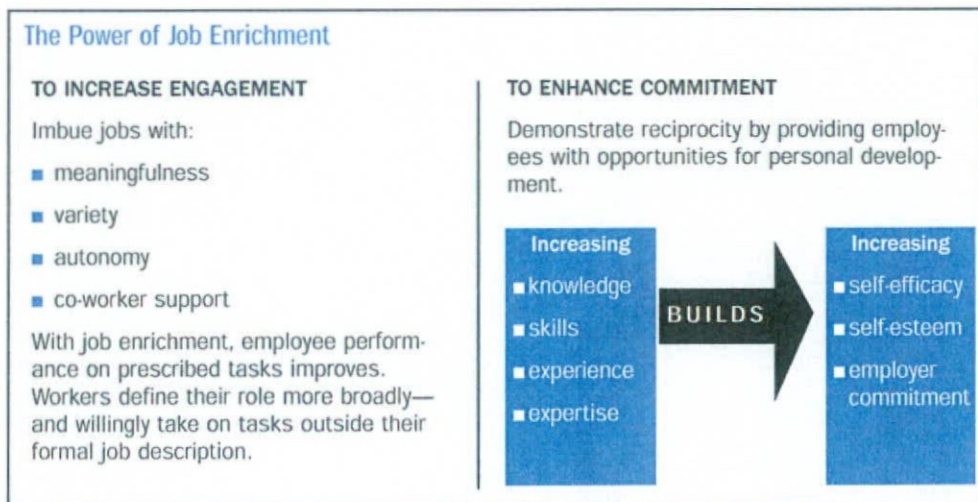 The Power of Job Enrichment
TO INCREASE ENGAGEMENT
Imbue jobs with:
■ meaningfulness
■ variety
■ autonomy
■ co-worker support
With job enrichment, employee perform-
ance on prescribed tasks improves.
Workers define their role more broadly—
and willingly take on tasks outside their
formal job description.
TO ENHANCE COMMITMENT
Demonstrate reciprocity by providing employ-
ees with opportunities for personal develop-
ment.
Increasing
■ knowledge
■ skills
■ experience
■ expertise
BUILDS
Increasing
■ self-efficacy
■ self-esteem
■ employer
commitment